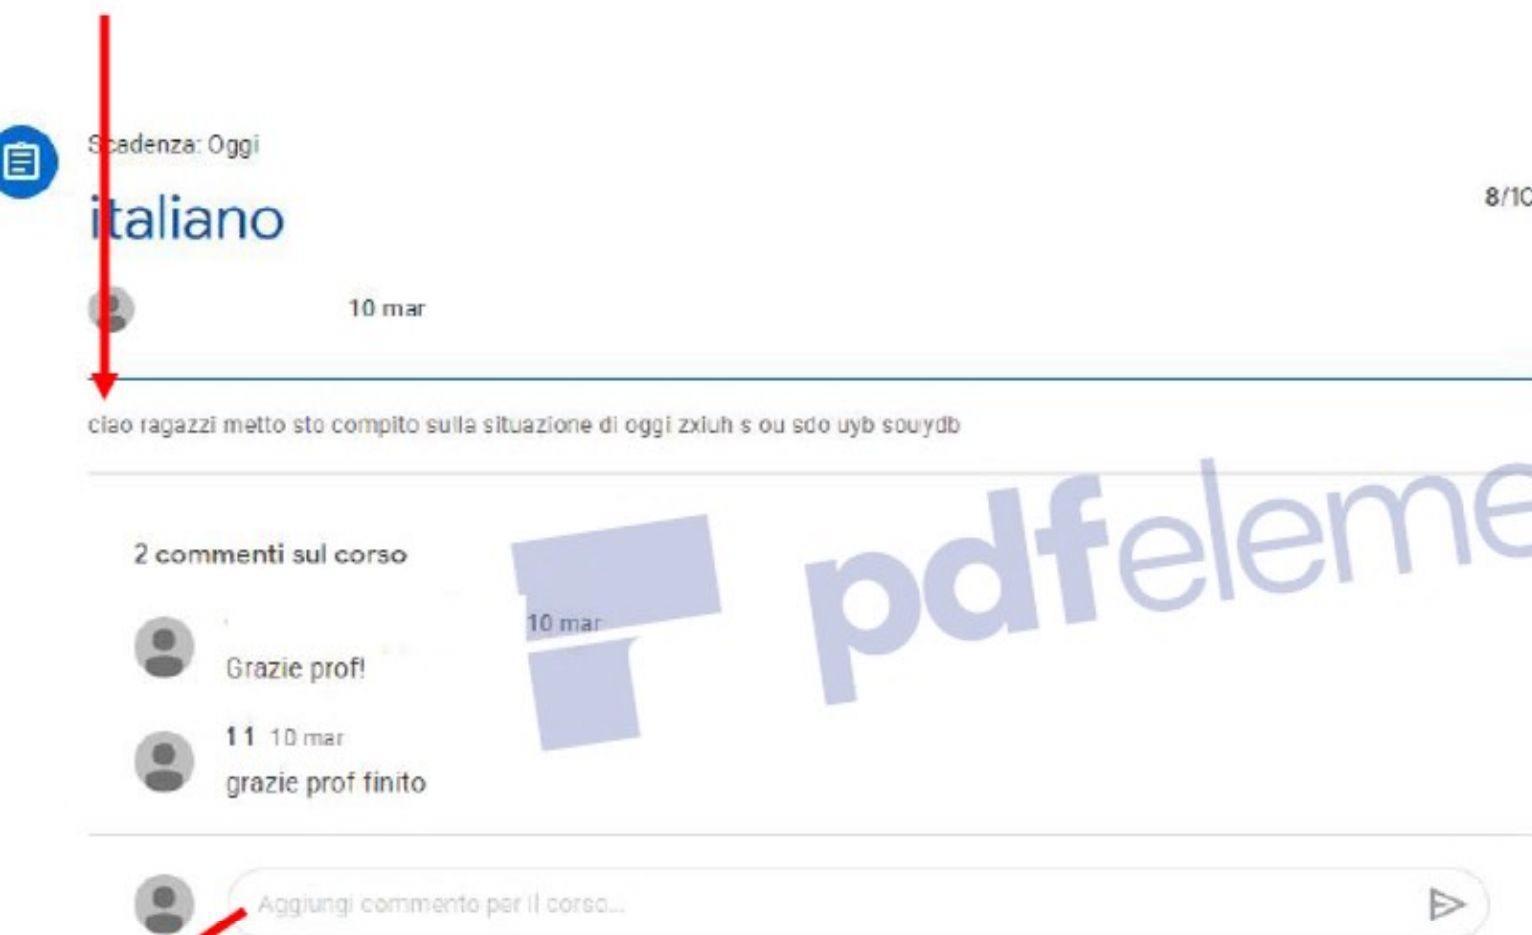 Scadenza: Oggi
italiano
8/10
10 mar
ciao ragazzi metto sto compito sulla situazione di oggi zxiuh s ou sdo uyb souydb
2 commenti sul corso
10 mar
Grazie prof!
1 1 10 mar
grazie prof finito
Aggiungi commento per il corso...
pdfeleme